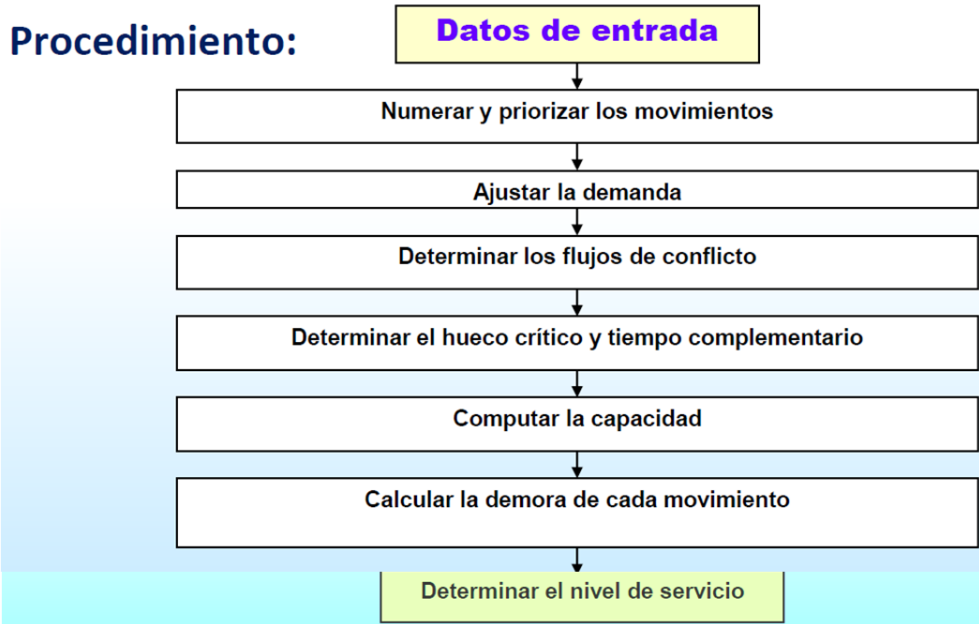 Procedimiento:
Datos de entrada
Numerar y priorizar los movimientos
Ajustar la demanda
Determinar los flujos de conflicto
Determinar el hueco crítico y tiempo complementario
Computar la capacidad
Calcular la demora de cada movimiento
Determinar el nivel de servicio